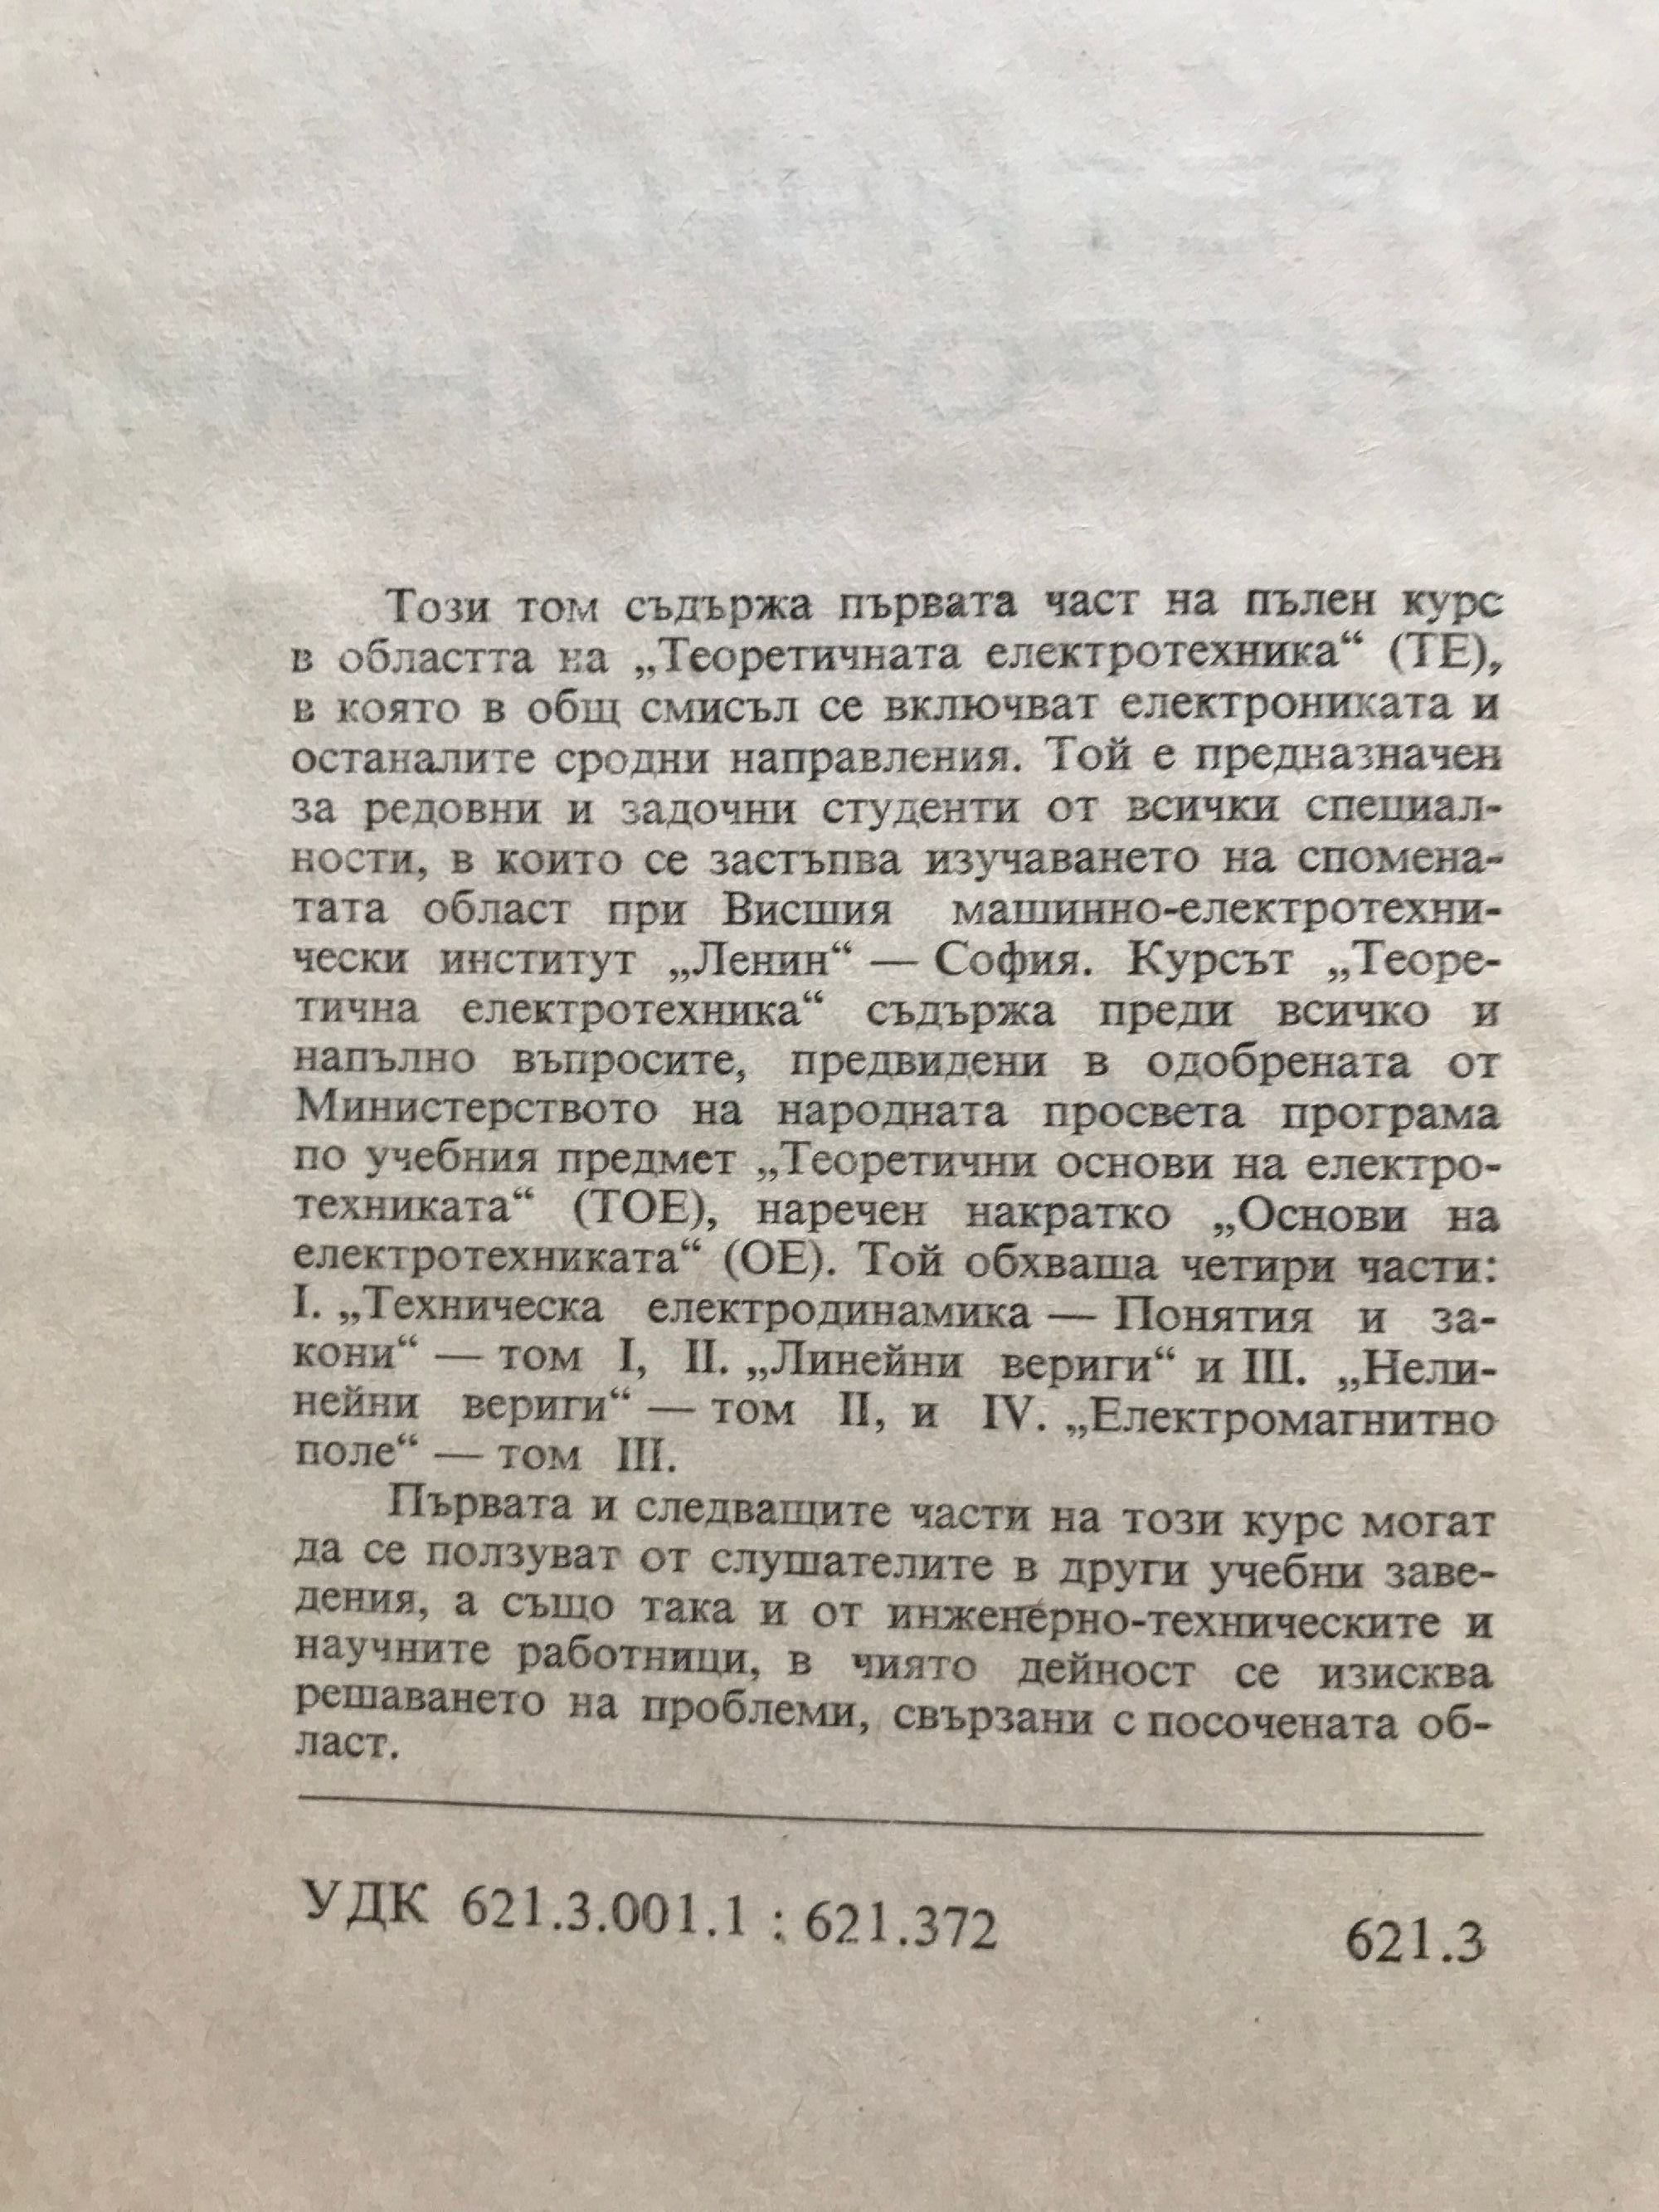 Този том съдържа първата част на пълен курс
в областта на „Теоретичната електротехника“ (ТЕ),
в която в общ смисъл се включват електрониката и
останалите сродни направления. Той е предназначен
за редовни и задочни студенти от всички специал-
ности, в които се застъпва изучаването на спомена-
тата област при Висшия машинно-електротехни-
чески институт „Ленин“ — София. Курсът „Теоре-
тична електротехника“ съдържа преди всичко и
напълно въпросите, предвидени в одобрената от
Министерството на народната просвета програма
по учебния предмет „Теоретични основи на електро-
техниката“ (ТОЕ), наречен накратко „Основи на
електротехниката“ (ОЕ). Той обхваща четири части:
I. „Техническа електродинамика — Понятия и за-
кони“ — том I, II. „Линейни вериги“ и III. „Нели-
нейни вериги“ — том II, и IV. „Електромагнитно
поле“ — том III.
Първата и следващите части на този курс могат
да се ползуват от слушателите в други учебни заве-
дения, а също така и от инженерно-техническите и
научните работници, в чиято дейност се изисква
решаването на проблеми, свързани с посочената об-
ласт.
УДК 621.3.001.1 : 621.372 621.3